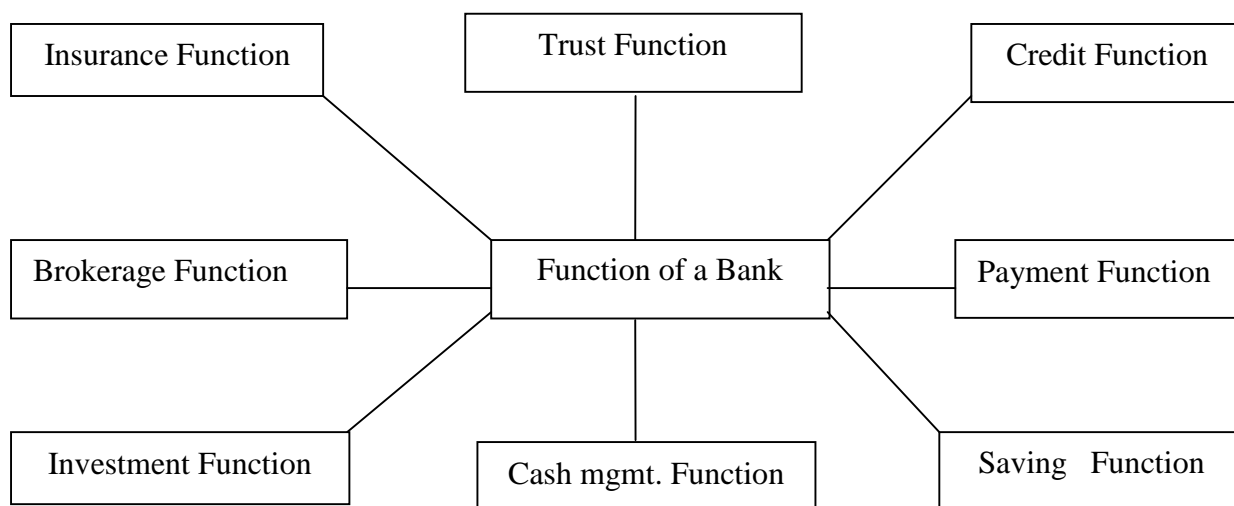 Insurance Function
Trust Function
Credit Function
Brokerage Function
Function of a Bank
Payment Function
Investment Function
Cash mgmt. Function
Saving Function